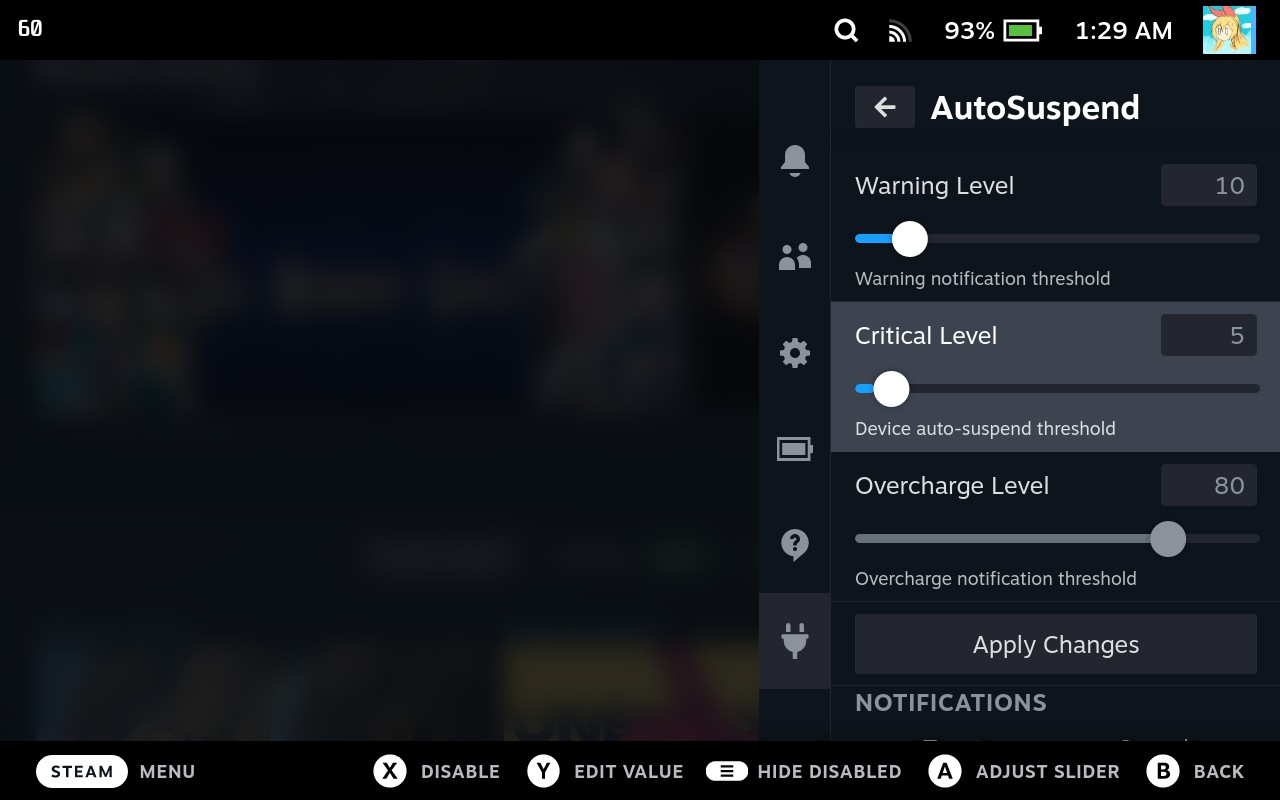 60
93%
1:29 AM
AutoSuspend
Warning Level
10
Warning notification threshold
Critical Level
5
Device auto-suspend threshold
Overcharge Level
80
Overcharge notification threshold
Apply Changes
NOTIFICATIONS
STEAM MENU
X DISABLE
Y EDIT VALUE
HIDE DISABLED
A ADJUST SLIDER
B BACK